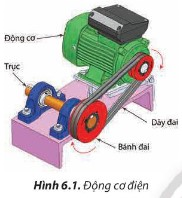 Động cơ
Trục
Dây đai
Bánh đai
Hình 6.1. Động cơ điện